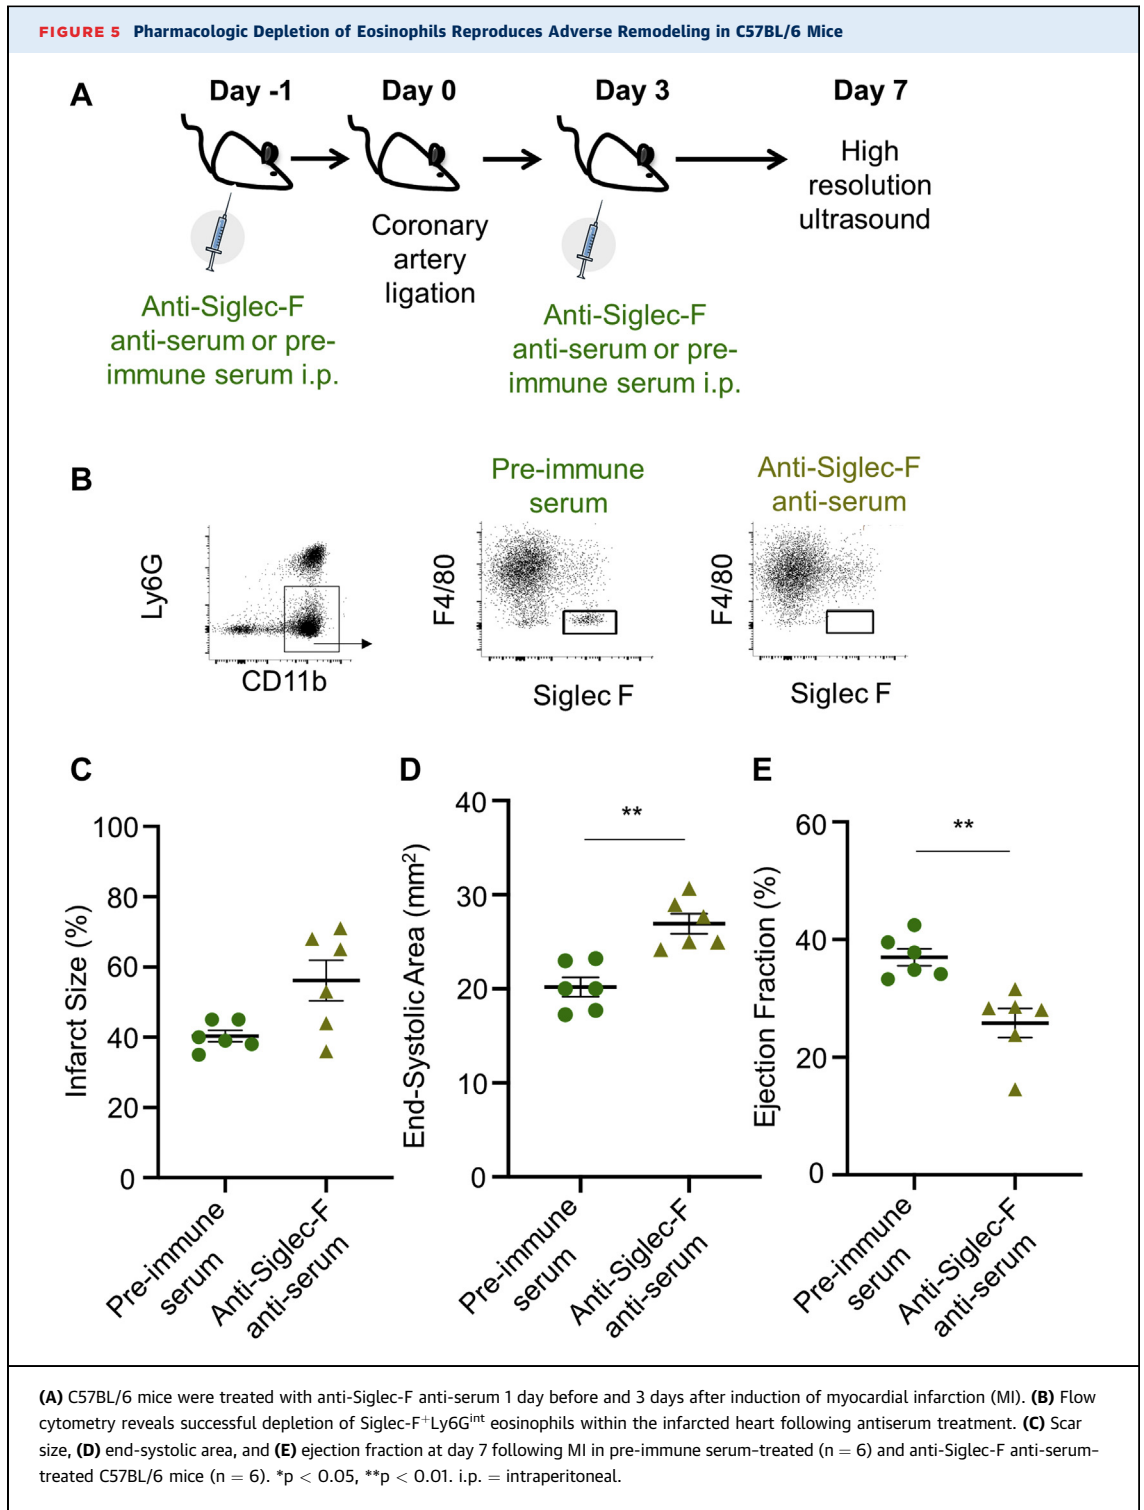 FIGURE 5 Pharmacologic Depletion of Eosinophils Reproduces Adverse Remodeling in C57BL/6 Mice
A
Day -1
Day 0
Day 3
Day 7
High
resolution
ultrasound
Coronary
artery
ligation
Anti-Siglec-F
anti-serum or pre-
immune serum i.p.
Anti-Siglec-F
anti-serum or pre-
immune serum i.p.
B
Pre-immune
serum
Anti-Siglec-F
anti-serum
Ly6G
CD11b
F4/80
Siglec F
F4/80
Siglec F
C
Infarct Size (%)
100
80
60
40
20
0
Pre-immune
serum
Anti-Siglec-F
anti-serum
D
End-Systolic Area (mm²)
40
30
20
10
0
**
Pre-immune
serum
Anti-Siglec-F
anti-serum
E
Ejection Fraction (%)
60
40
20
0
**
Pre-immune
serum
Anti-Siglec-F
anti-serum
(A) C57BL/6 mice were treated with anti-Siglec-F anti-serum 1 day before and 3 days after induction of myocardial infarction (MI). (B) Flow
cytometry reveals successful depletion of Siglec-F⁺Ly6Gⁱⁿᵗ eosinophils within the infarcted heart following antiserum treatment. (C) Scar
size, (D) end-systolic area, and (E) ejection fraction at day 7 following MI in pre-immune serum–treated (n = 6) and anti-Siglec-F anti-serum–
treated C57BL/6 mice (n = 6). *p < 0.05, **p < 0.01. i.p. = intraperitoneal.